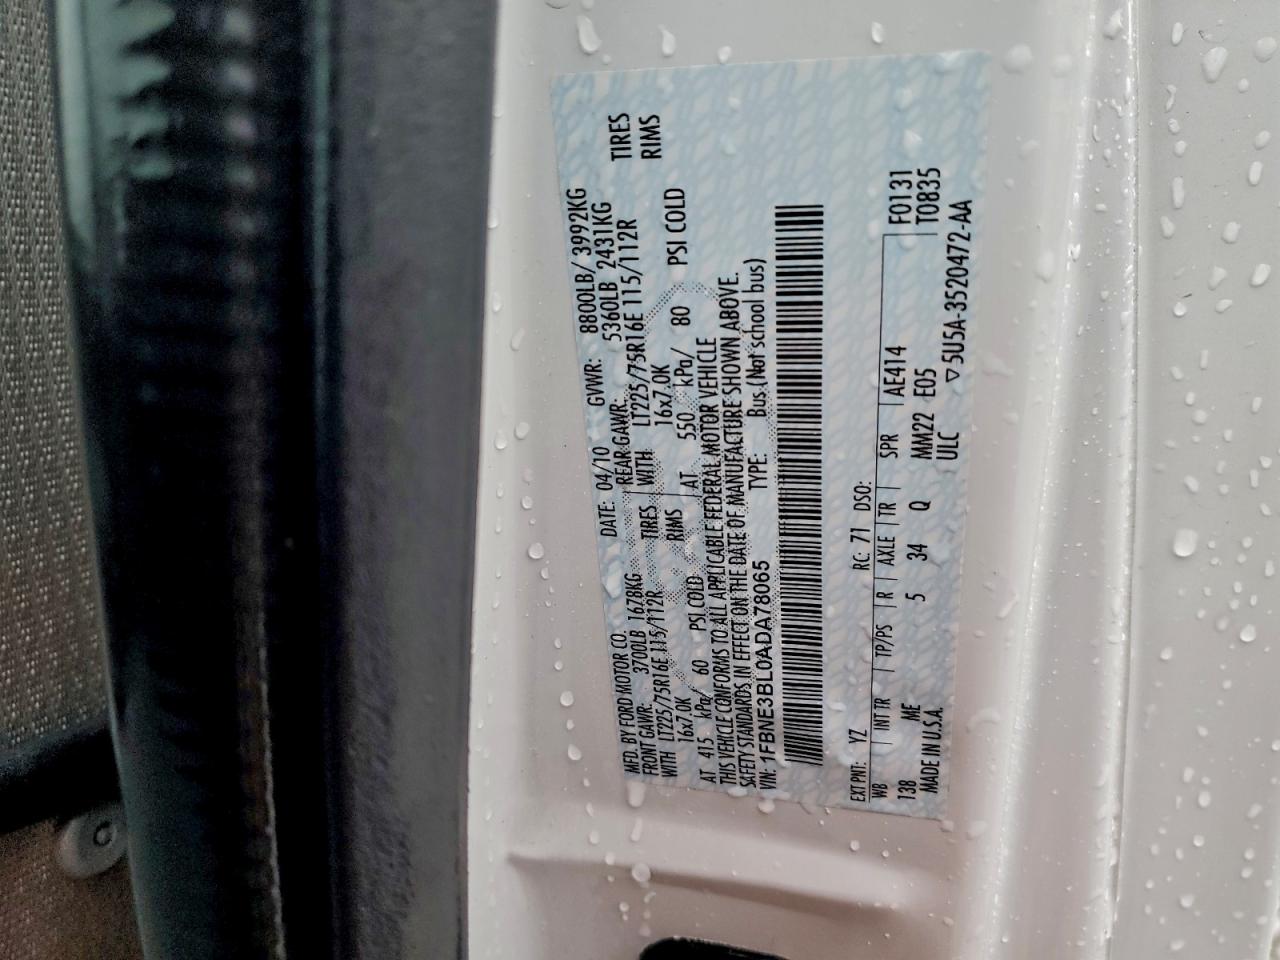 MFD. BY FORD MOTOR CO. DATE: 04/10 GVWR: 8800LB/ 3992KG
FRONT GAWR: 3700LB 1678KG REAR GAWR: 5360LB 2431KG
WITH LT225/75R16E 115/112R TIRES WITH LT225/75R16E 115/112R TIRES
16x7.0K RIMS 16x7.0K RIMS
AT 415 kPa/ 60 PSI COLD AT 550 kPa/ 80 PSI COLD
THIS VEHICLE CONFORMS TO ALL APPLICABLE FEDERAL MOTOR VEHICLE
SAFETY STANDARDS IN EFFECT ON THE DATE OF MANUFACTURE SHOWN ABOVE.
VIN: 1FBNE3BL0ADA78065 TYPE: Bus (Not school bus)
EXT PNT: YZ RC: 71 DSO: F0131
WB INT TR TP/PS R AXLE TR SPR AE414 T0835
138 ME 5 34 Q MM22 E05
MADE IN U.S.A. ULC ▽5U5A-3520472-AA